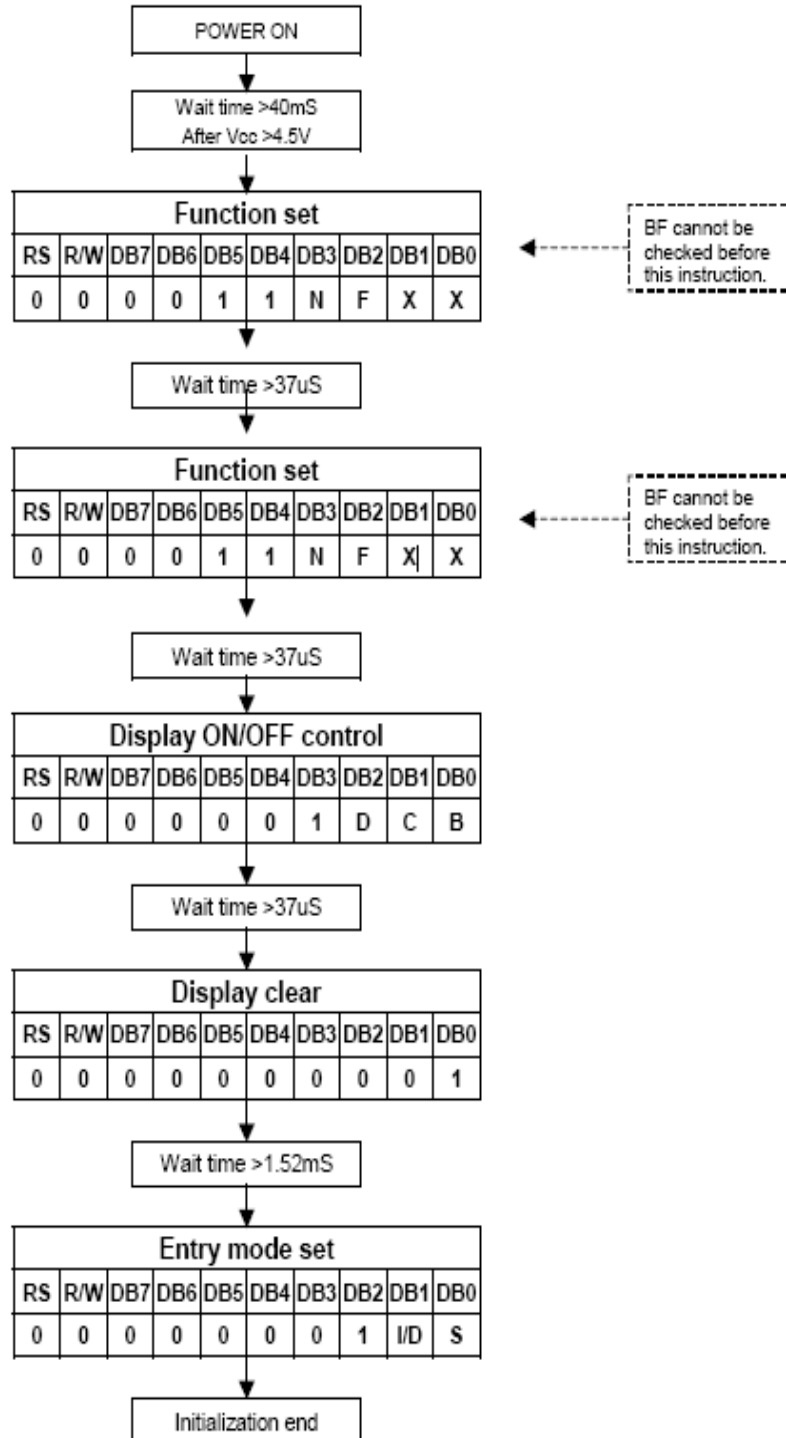 POWER ON
Wait time >40mS
After Vcc >4.5V
Function set
RS R/W DB7 DB6 DB5 DB4 DB3 DB2 DB1 DB0
0 0 0 0 1 1 N F X X
BF cannot be
checked before
this instruction.
Wait time >37uS
Function set
RS R/W DB7 DB6 DB5 DB4 DB3 DB2 DB1 DB0
0 0 0 0 1 1 N F X X
BF cannot be
checked before
this instruction.
Wait time >37uS
Display ON/OFF control
RS R/W DB7 DB6 DB5 DB4 DB3 DB2 DB1 DB0
0 0 0 0 0 0 1 D C B
Wait time >37uS
Display clear
RS R/W DB7 DB6 DB5 DB4 DB3 DB2 DB1 DB0
0 0 0 0 0 0 0 0 0 1
Wait time >1.52mS
Entry mode set
RS R/W DB7 DB6 DB5 DB4 DB3 DB2 DB1 DB0
0 0 0 0 0 0 0 1 I/D S
Initialization end